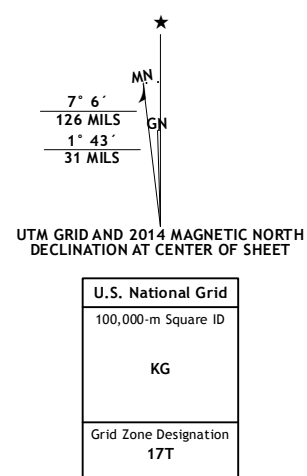 ★
MN
7° 6´
126 MILS
GN
1° 43´
31 MILS
UTM GRID AND 2014 MAGNETIC NORTH
DECLINATION AT CENTER OF SHEET
U.S. National Grid
100,000-m Square ID
KG
Grid Zone Designation
17T